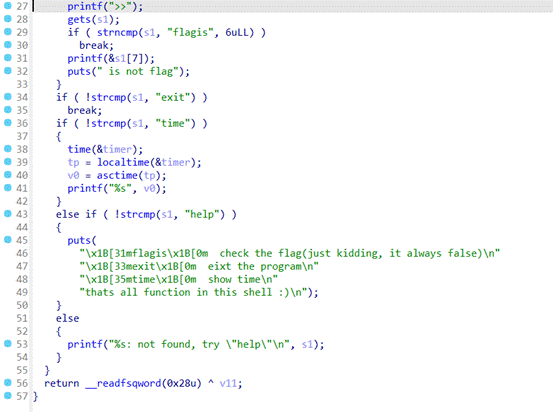 27 printf(">>");
28 gets(s1);
29 if ( strncmp(s1, "flagis", 6uLL) )
30 break;
31 printf(&s1[7]);
32 puts(" is not flag");
33 }
34 if ( !strcmp(s1, "exit") )
35 break;
36 if ( !strcmp(s1, "time") )
37 {
38 time(&timer);
39 tp = localtime(&timer);
40 v0 = asctime(tp);
41 printf("%s", v0);
42 }
43 else if ( !strcmp(s1, "help") )
44 {
45 puts(
46 "\x1B[31mflagis\x1B[0m  check the flag(just kidding, it always false)\n"
47 "\x1B[33mexit\x1B[0m  eixt the program\n"
48 "\x1B[35mtime\x1B[0m  show time\n"
49 "thats all function in this shell :)\n");
50 }
51 else
52 {
53 printf("%s: not found, try \"help\"\n", s1);
54 }
55 }
56 return __readfsqword(0x28u) ^ v11;
57 }